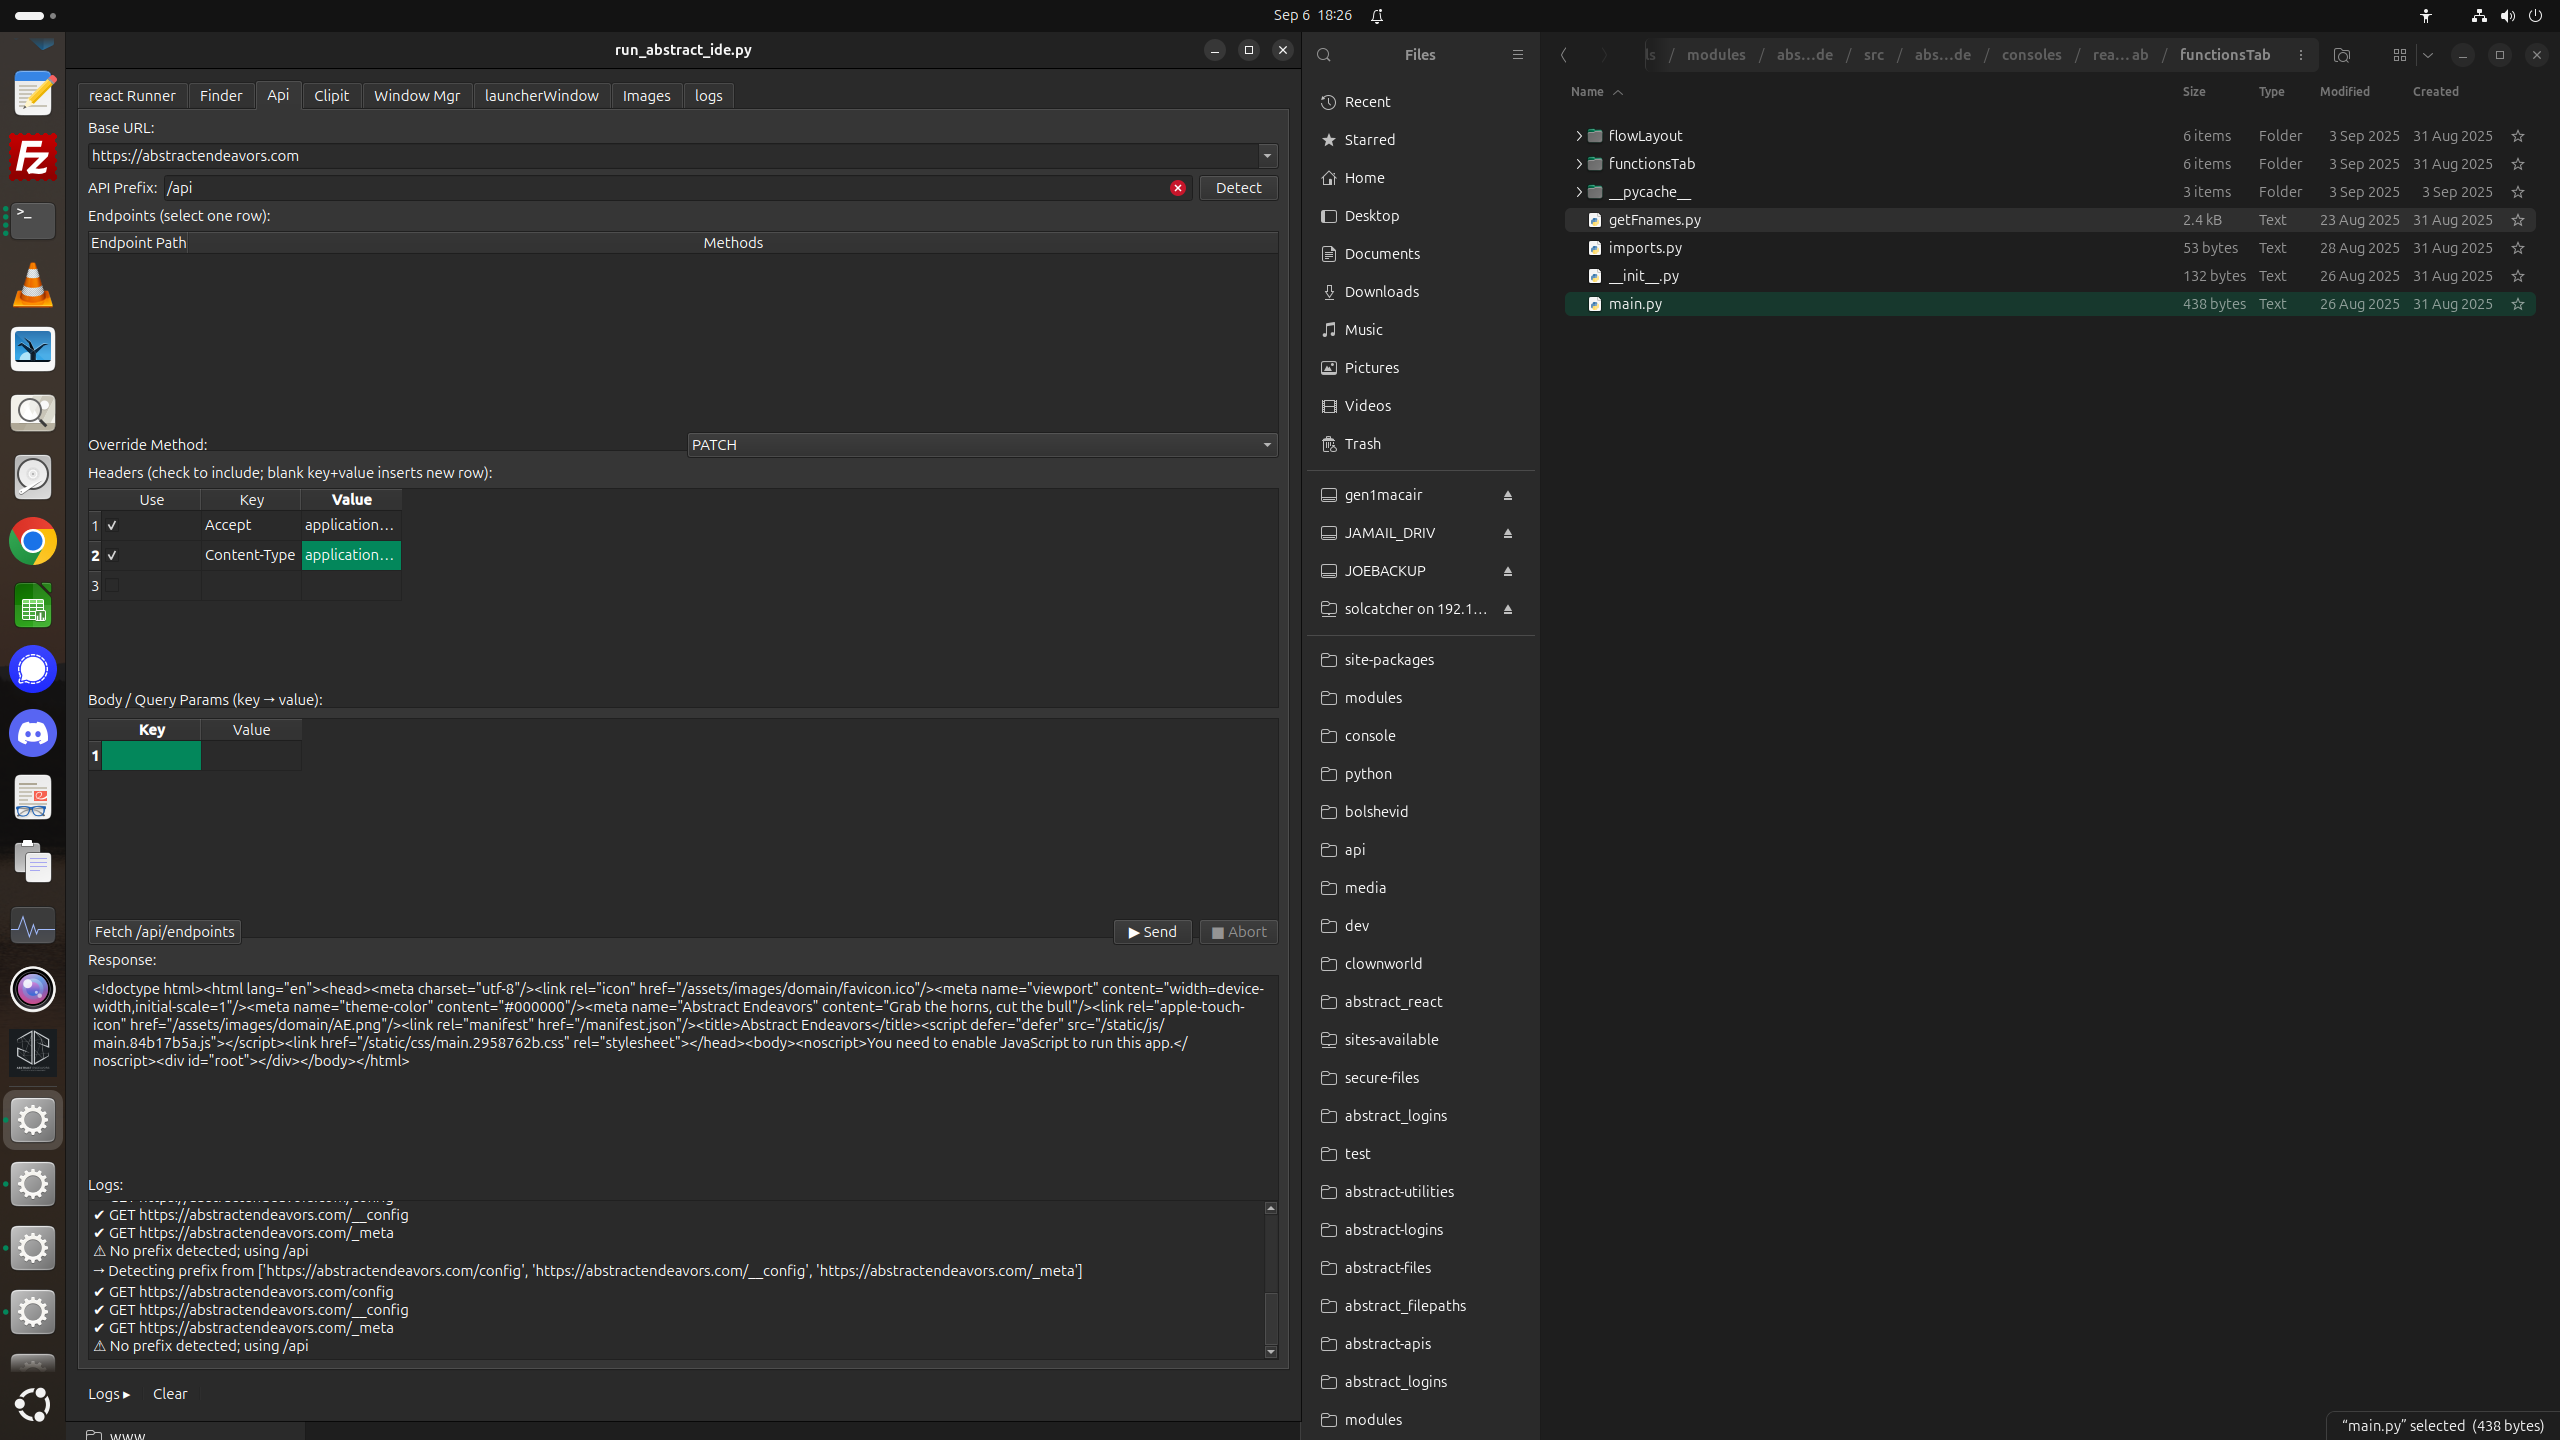 Sep 6 18:26
run_abstract_ide.py
react Runner
Finder
Api
Clipit
Window Mgr
launcherWindow
Images
logs
Base URL:
https://abstractendeavors.com
API Prefix:
/api
Detect
Endpoints (select one row):
Endpoint Path
Methods
Override Method:
PATCH
Headers (check to include; blank key+value inserts new row):
Use Key Value
1 ✓ Accept application…
2 ✓ Content-Type application…
3
Body / Query Params (key → value):
Key Value
1
Fetch /api/endpoints
▶ Send
■ Abort
Response:
<!doctype html><html lang="en"><head><meta charset="utf-8"/><link rel="icon" href="/assets/images/domain/favicon.ico"/><meta name="viewport" content="width=device-
width,initial-scale=1"/><meta name="theme-color" content="#000000"/><meta name="Abstract Endeavors" content="Grab the horns, cut the bull"/><link rel="apple-touch-
icon" href="/assets/images/domain/AE.png"/><link rel="manifest" href="/manifest.json"/><title>Abstract Endeavors</title><script defer="defer" src="/static/js/
main.84b17b5a.js"></script><link href="/static/css/main.2958762b.css" rel="stylesheet"></head><body><noscript>You need to enable JavaScript to run this app.</
noscript><div id="root"></div></body></html>
Logs:
✔ GET https://abstractendeavors.com/__config
✔ GET https://abstractendeavors.com/_meta
⚠ No prefix detected; using /api
→ Detecting prefix from ['https://abstractendeavors.com/config', 'https://abstractendeavors.com/__config', 'https://abstractendeavors.com/_meta']
✔ GET https://abstractendeavors.com/config
✔ GET https://abstractendeavors.com/__config
✔ GET https://abstractendeavors.com/_meta
⚠ No prefix detected; using /api
Logs ▸
Clear
www
Files
Recent
Starred
Home
Desktop
Documents
Downloads
Music
Pictures
Videos
Trash
gen1macair
JAMAIL_DRIV
JOEBACKUP
solcatcher on 192.1…
site-packages
modules
console
python
bolshevid
api
media
dev
clownworld
abstract_react
sites-available
secure-files
abstract_logins
test
abstract-utilities
abstract-logins
abstract-files
abstract_filepaths
abstract-apis
abstract_logins
modules
ls / modules / abs…de / src / abs…de / consoles / rea…ab / functionsTab
Name Size Type Modified Created
flowLayout 6 items Folder 3 Sep 2025 31 Aug 2025
functionsTab 6 items Folder 3 Sep 2025 31 Aug 2025
__pycache__ 3 items Folder 3 Sep 2025 3 Sep 2025
getFnames.py 2.4 kB Text 23 Aug 2025 31 Aug 2025
imports.py 53 bytes Text 28 Aug 2025 31 Aug 2025
__init__.py 132 bytes Text 26 Aug 2025 31 Aug 2025
main.py 438 bytes Text 26 Aug 2025 31 Aug 2025
“main.py” selected (438 bytes)